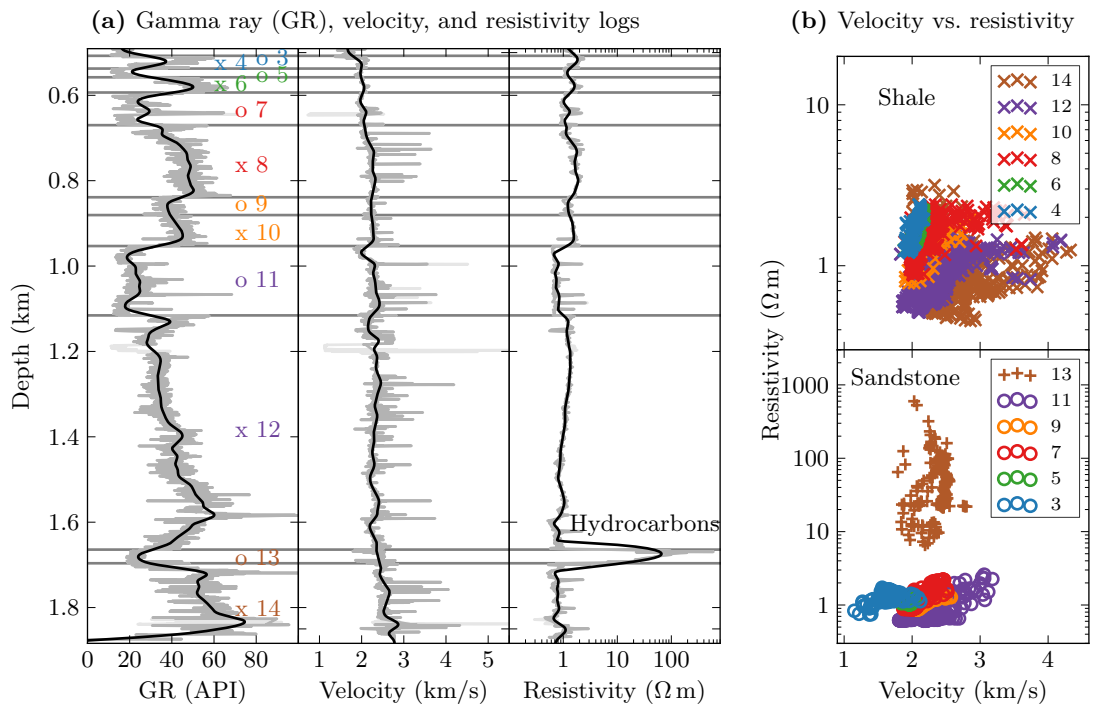 (a) Gamma ray (GR), velocity, and resistivity logs
(b) Velocity vs. resistivity
o 3
x 4
o 5
x 6
o 7
x 8
o 9
x 10
o 11
x 12
o 13
x 14
Hydrocarbons
Depth (km)
0.6
0.8
1.0
1.2
1.4
1.6
1.8
0 20 40 60 80
GR (API)
1 2 3 4 5
Velocity (km/s)
1 10 100
Resistivity (Ω m)
Shale
14
12
10
8
6
4
10
1
Resistivity (Ω m)
Sandstone
13
11
9
7
5
3
1000
100
10
1
1 2 3 4
Velocity (km/s)